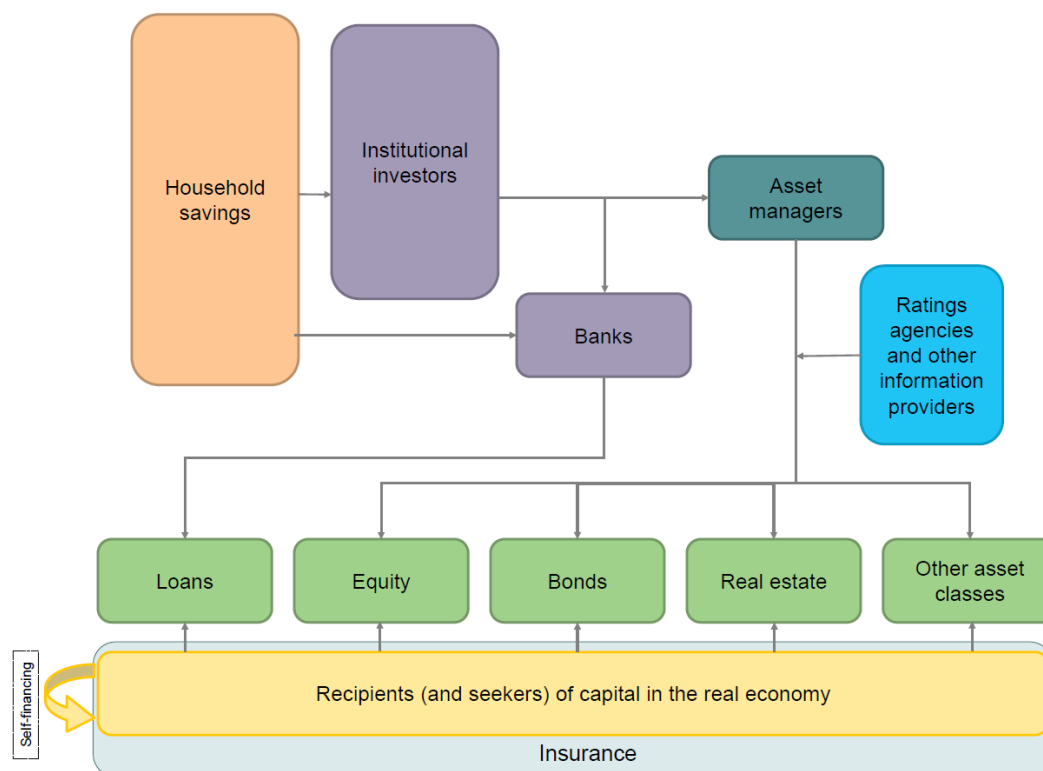 Household
savings
Institutional
investors
Asset
managers
Banks
Ratings
agencies
and other
information
providers
Loans
Equity
Bonds
Real estate
Other asset
classes
Self-financing
Recipients (and seekers) of capital in the real economy
Insurance